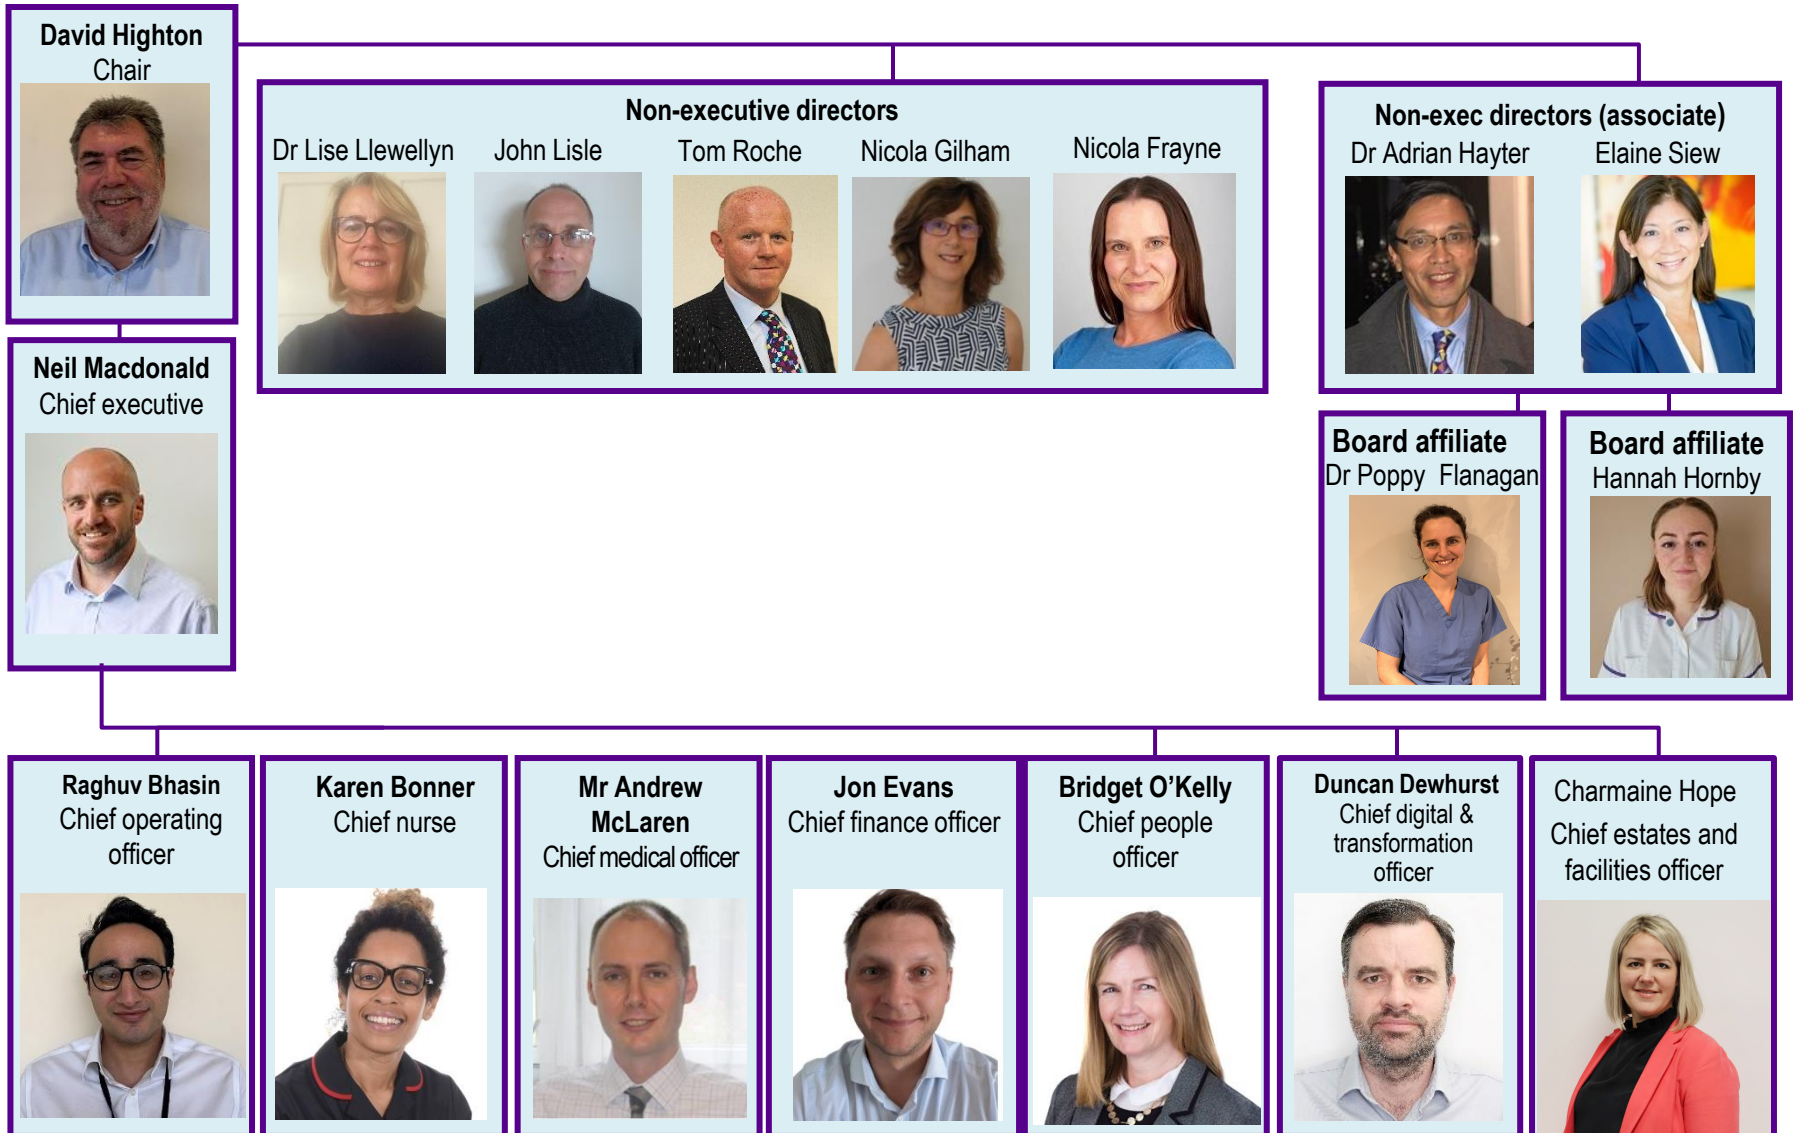 David Highton
Chair
Non-executive directors
Dr Lise Llewellyn
John Lisle
Tom Roche
Nicola Gilham
Nicola Frayne
Non-exec directors (associate)
Dr Adrian Hayter
Elaine Siew
Neil Macdonald
Chief executive
Board affiliate
Dr Poppy Flanagan
Board affiliate
Hannah Hornby
Raghuv Bhasin
Chief operating
officer
Karen Bonner
Chief nurse
Mr Andrew
McLaren
Chief medical officer
Jon Evans
Chief finance officer
Bridget O’Kelly
Chief people
officer
Duncan Dewhurst
Chief digital &
transformation
officer
Charmaine Hope
Chief estates and
facilities officer